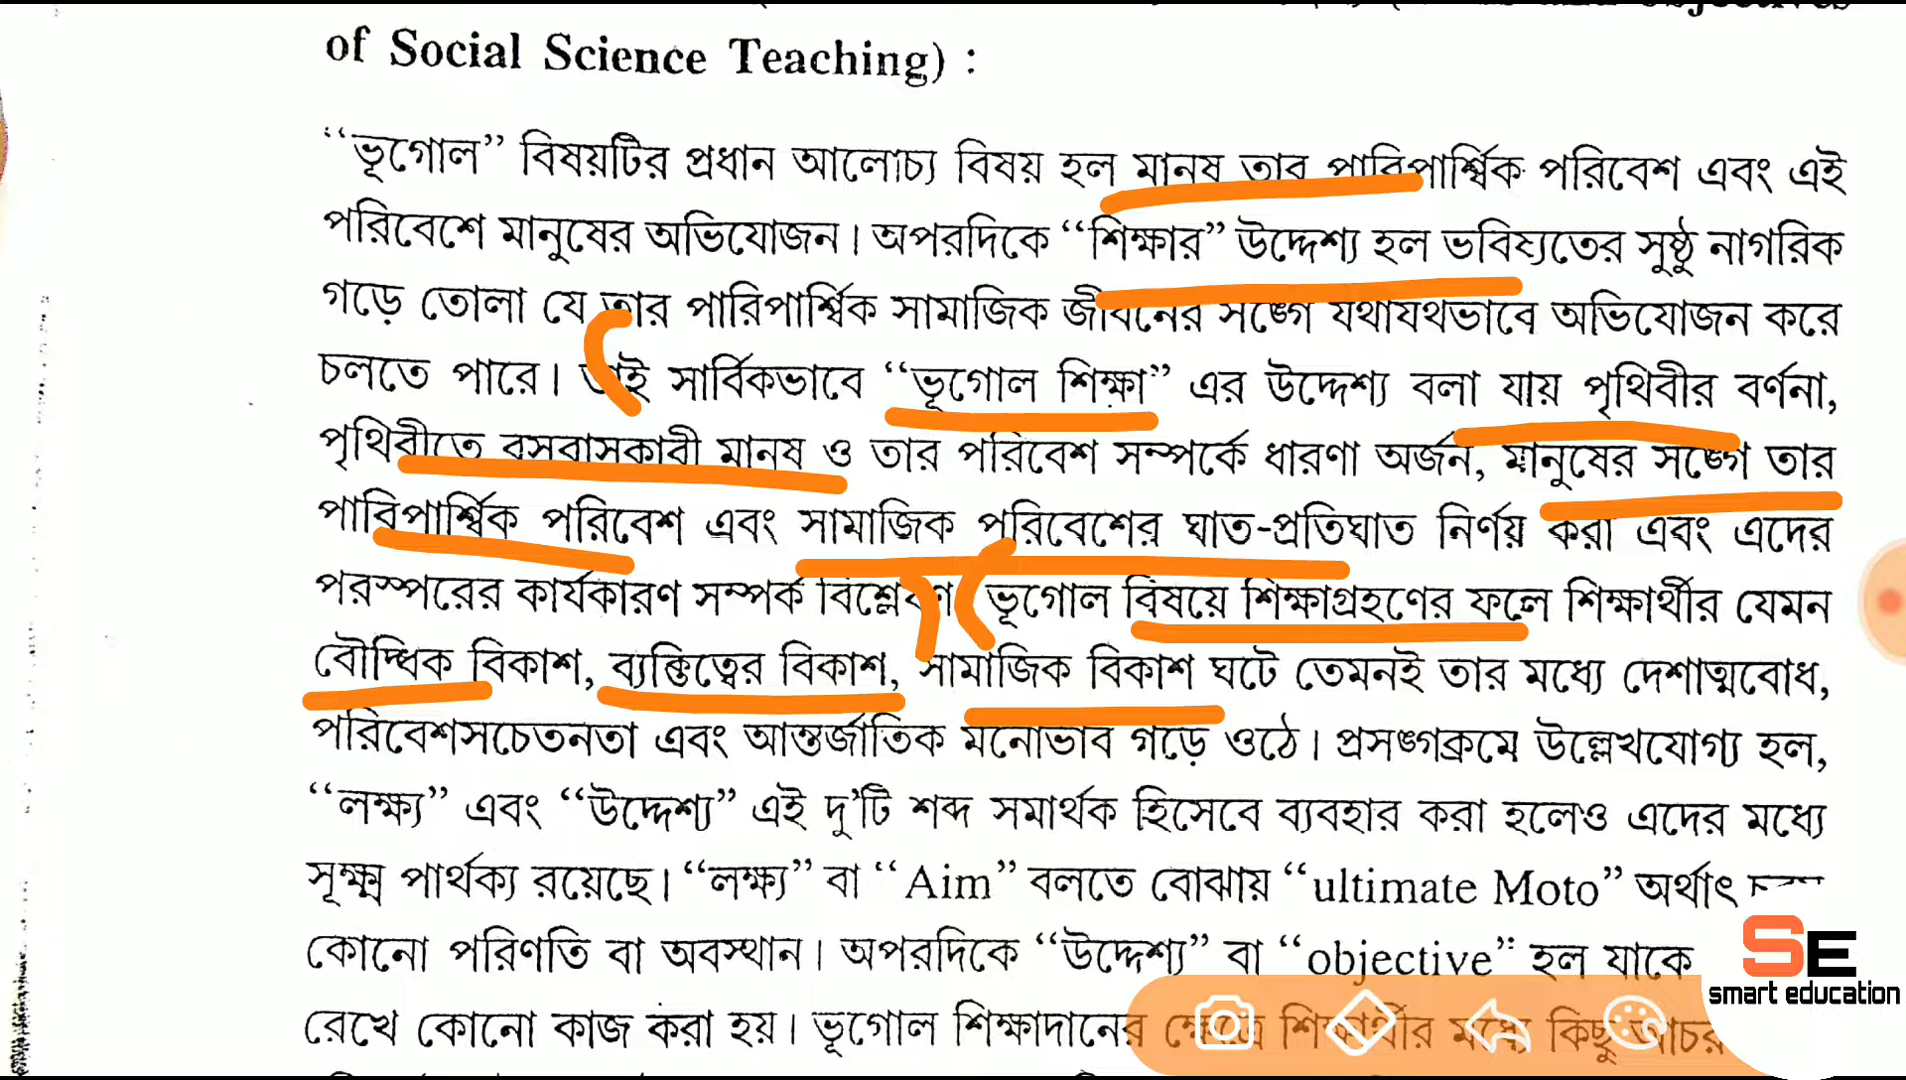 of Social Science Teaching) :
‘‘ভূগোল’’ বিষয়টির প্রধান আলোচ্য বিষয় হল মানুষ তার পারিপার্শ্বিক পরিবেশ এবং এই
পরিবেশে মানুষের অভিযোজন। অপরদিকে ‘‘শিক্ষার’’ উদ্দেশ্য হল ভবিষ্যতের সুষ্ঠু নাগরিক
গড়ে তোলা যে তার পারিপার্শ্বিক সামাজিক জীবনের সঙ্গে যথাযথভাবে অভিযোজন করে
চলতে পারে। তাই সার্বিকভাবে ‘‘ভূগোল শিক্ষা’’ এর উদ্দেশ্য বলা যায় পৃথিবীর বর্ণনা,
পৃথিবীতে বসবাসকারী মানুষ ও তার পরিবেশ সম্পর্কে ধারণা অর্জন, মানুষের সঙ্গে তার
পারিপার্শ্বিক পরিবেশ এবং সামাজিক পরিবেশের ঘাত-প্রতিঘাত নির্ণয় করা এবং এদের
পরস্পরের কার্যকারণ সম্পর্ক বিশ্লেষণ ভূগোল বিষয়ে শিক্ষাগ্রহণের ফলে শিক্ষার্থীর যেমন
বৌদ্ধিক বিকাশ, ব্যক্তিত্বের বিকাশ, সামাজিক বিকাশ ঘটে তেমনই তার মধ্যে দেশাত্মবোধ,
পরিবেশসচেতনতা এবং আন্তর্জাতিক মনোভাব গড়ে ওঠে। প্রসঙ্গক্রমে উল্লেখযোগ্য হল,
‘‘লক্ষ্য’’ এবং ‘‘উদ্দেশ্য’’ এই দু’টি শব্দ সমার্থক হিসেবে ব্যবহার করা হলেও এদের মধ্যে
সূক্ষ্ম পার্থক্য রয়েছে। ‘‘লক্ষ্য’’ বা ‘‘Aim’’ বলতে বোঝায় ‘‘ultimate Moto’’ অর্থাৎ
কোনো পরিণতি বা অবস্থান। অপরদিকে ‘‘উদ্দেশ্য’’ বা ‘‘objective’’ হল যাকে
রেখে কোনো কাজ করা হয়। ভূগোল শিক্ষাদানের ক্ষেত্রে শিক্ষার্থীর মধ্যে কিছু আচর
SE
smart education